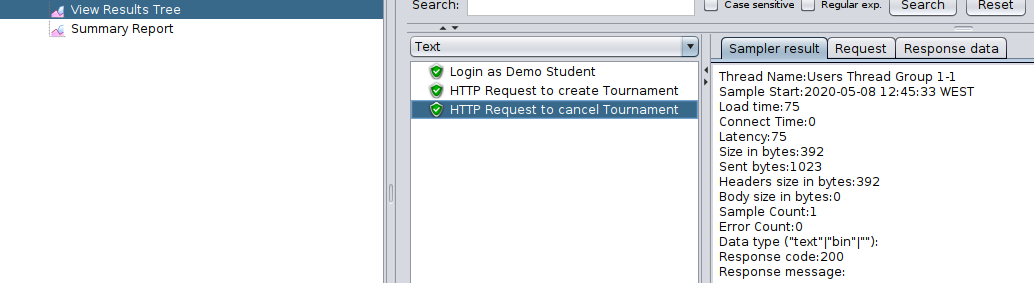 View Results Tree
Summary Report
Search:
Case sensitive
Regular exp.
Search
Reset
Text
Login as Demo Student
HTTP Request to create Tournament
HTTP Request to cancel Tournament
Sampler result
Request
Response data
Thread Name:Users Thread Group 1-1
Sample Start:2020-05-08 12:45:33 WEST
Load time:75
Connect Time:0
Latency:75
Size in bytes:392
Sent bytes:1023
Headers size in bytes:392
Body size in bytes:0
Sample Count:1
Error Count:0
Data type ("text"|"bin"|""):
Response code:200
Response message: